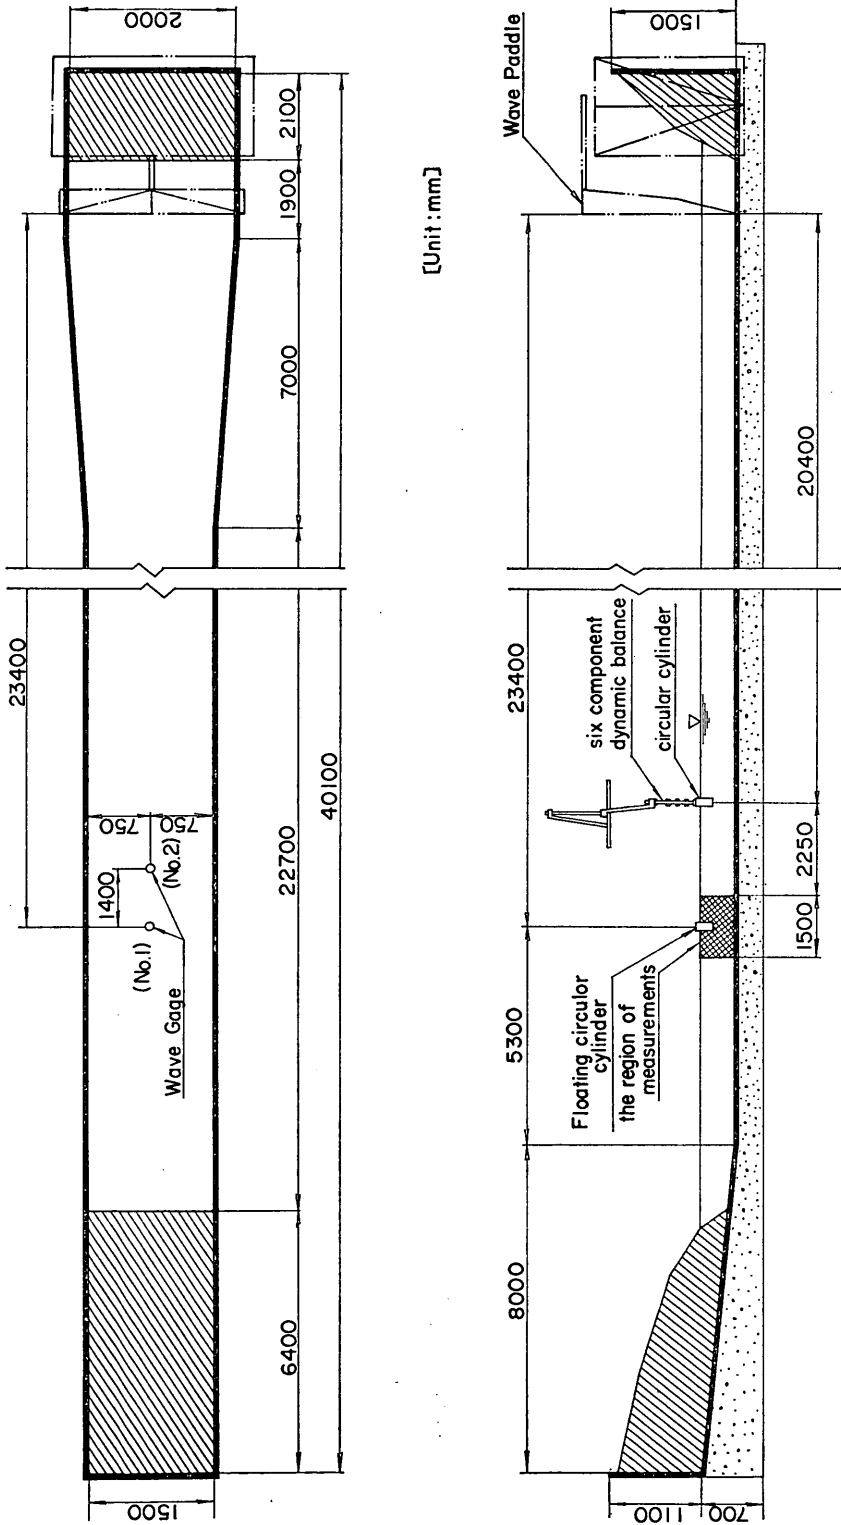 2000
2100
1900
7000
23400
40100
22700
750
750
1400
(No.2)
(No.1)
Wave Gage
6400
1500
[Unit:mm]
1500
Wave Paddle
20400
23400
six component
dynamic balance
circular cylinder
2250
1500
Floating circular
cylinder
the region of
measurements
5300
8000
1100
700